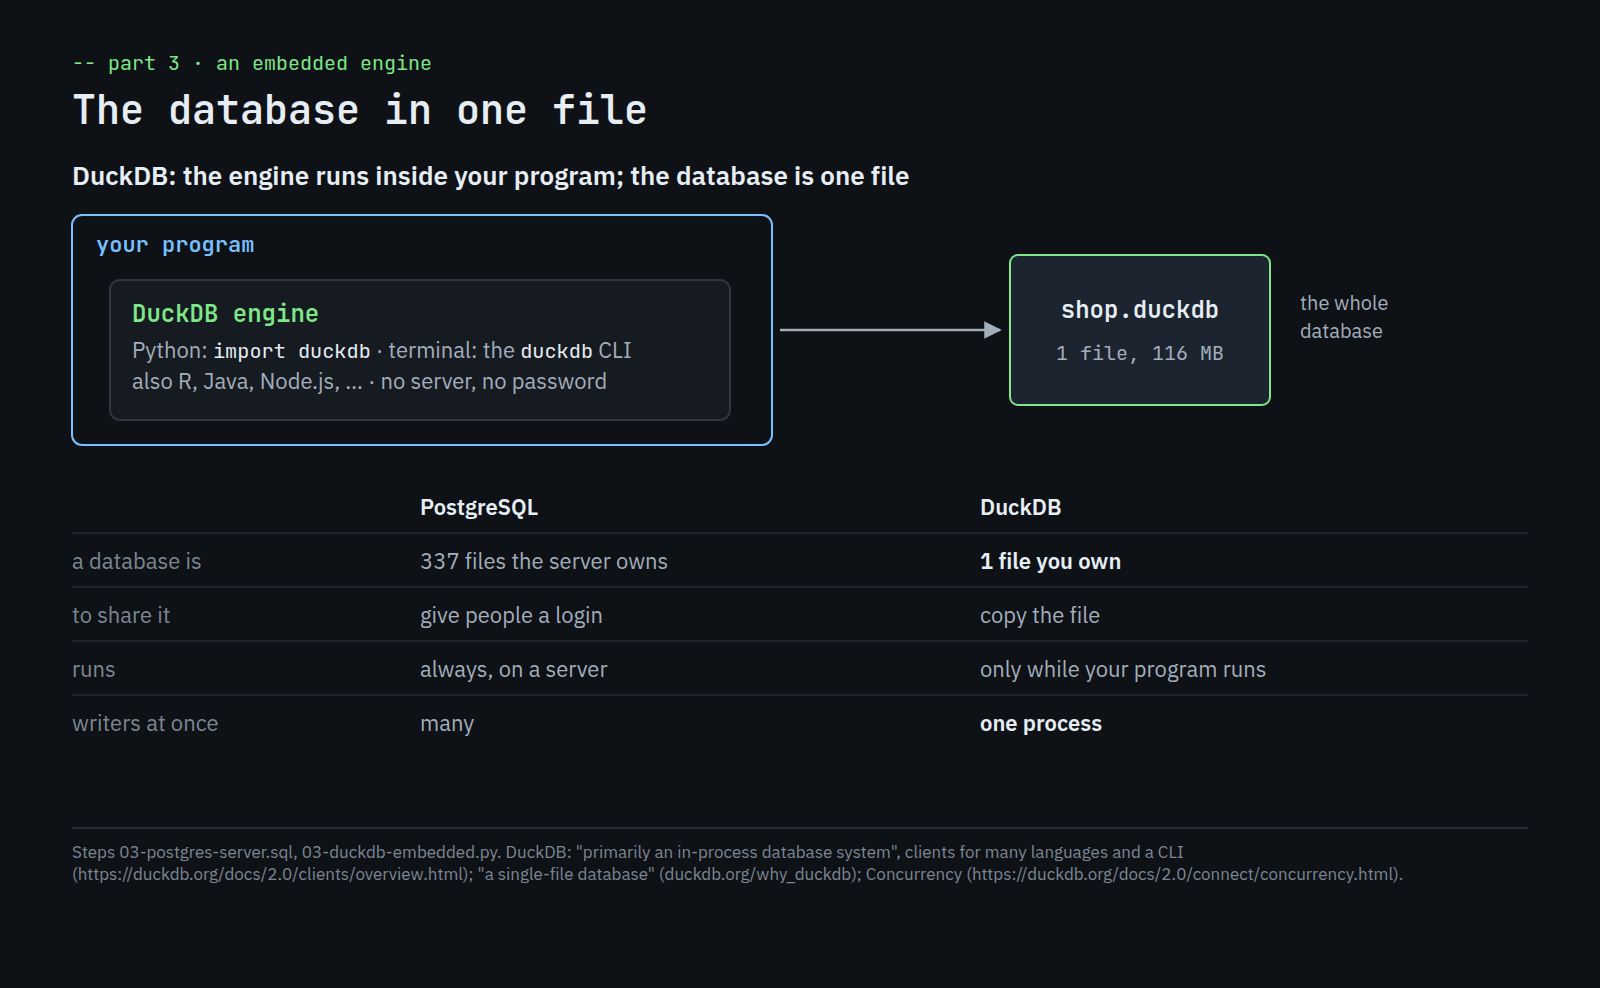 -- part 3 · an embedded engine
The database in one file
DuckDB: the engine runs inside your program; the database is one file
your program
DuckDB engine
Python: import duckdb · terminal: the duckdb CLI
also R, Java, Node.js, ... · no server, no password
shop.duckdb
1 file, 116 MB
the whole
database
PostgreSQL DuckDB
a database is 337 files the server owns 1 file you own
to share it give people a login copy the file
runs always, on a server only while your program runs
writers at once many one process
Steps 03-postgres-server.sql, 03-duckdb-embedded.py. DuckDB: "primarily an in-process database system", clients for many languages and a CLI
(https://duckdb.org/docs/2.0/clients/overview.html); "a single-file database" (duckdb.org/why_duckdb); Concurrency (https://duckdb.org/docs/2.0/connect/concurrency.html).